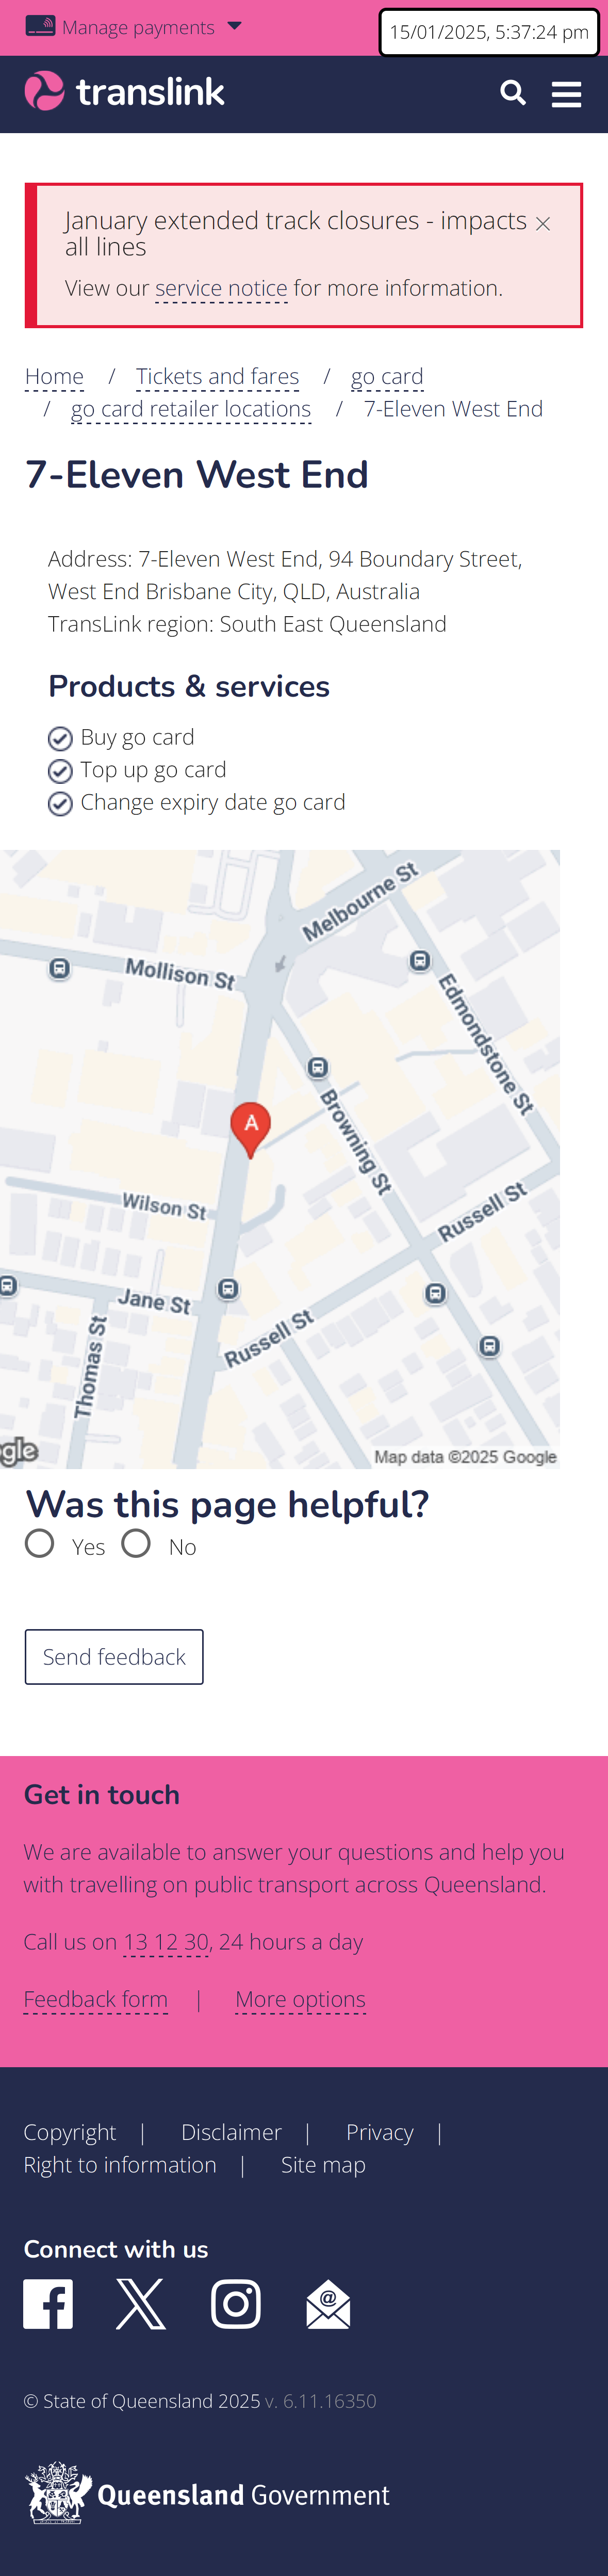 Manage payments
15/01/2025, 5:37:24 pm
translink
January extended track closures - impacts
all lines
View our service notice for more information.
Home / Tickets and fares / go card
/ go card retailer locations / 7-Eleven West End
7-Eleven West End
Address: 7-Eleven West End, 94 Boundary Street,
West End Brisbane City, QLD, Australia
TransLink region: South East Queensland
Products & services
Buy go card
Top up go card
Change expiry date go card
Melbourne St
Mollison St
Edmondstone St
A
Browning St
Wilson St
Russell St
Jane St
Russell St
Thomas St
gle
Map data ©2025 Google
Was this page helpful?
Yes No
Send feedback
Get in touch
We are available to answer your questions and help you
with travelling on public transport across Queensland.
Call us on 13 12 30, 24 hours a day
Feedback form | More options
Copyright | Disclaimer | Privacy |
Right to information | Site map
Connect with us
@
© State of Queensland 2025 v. 6.11.16350
Queensland Government